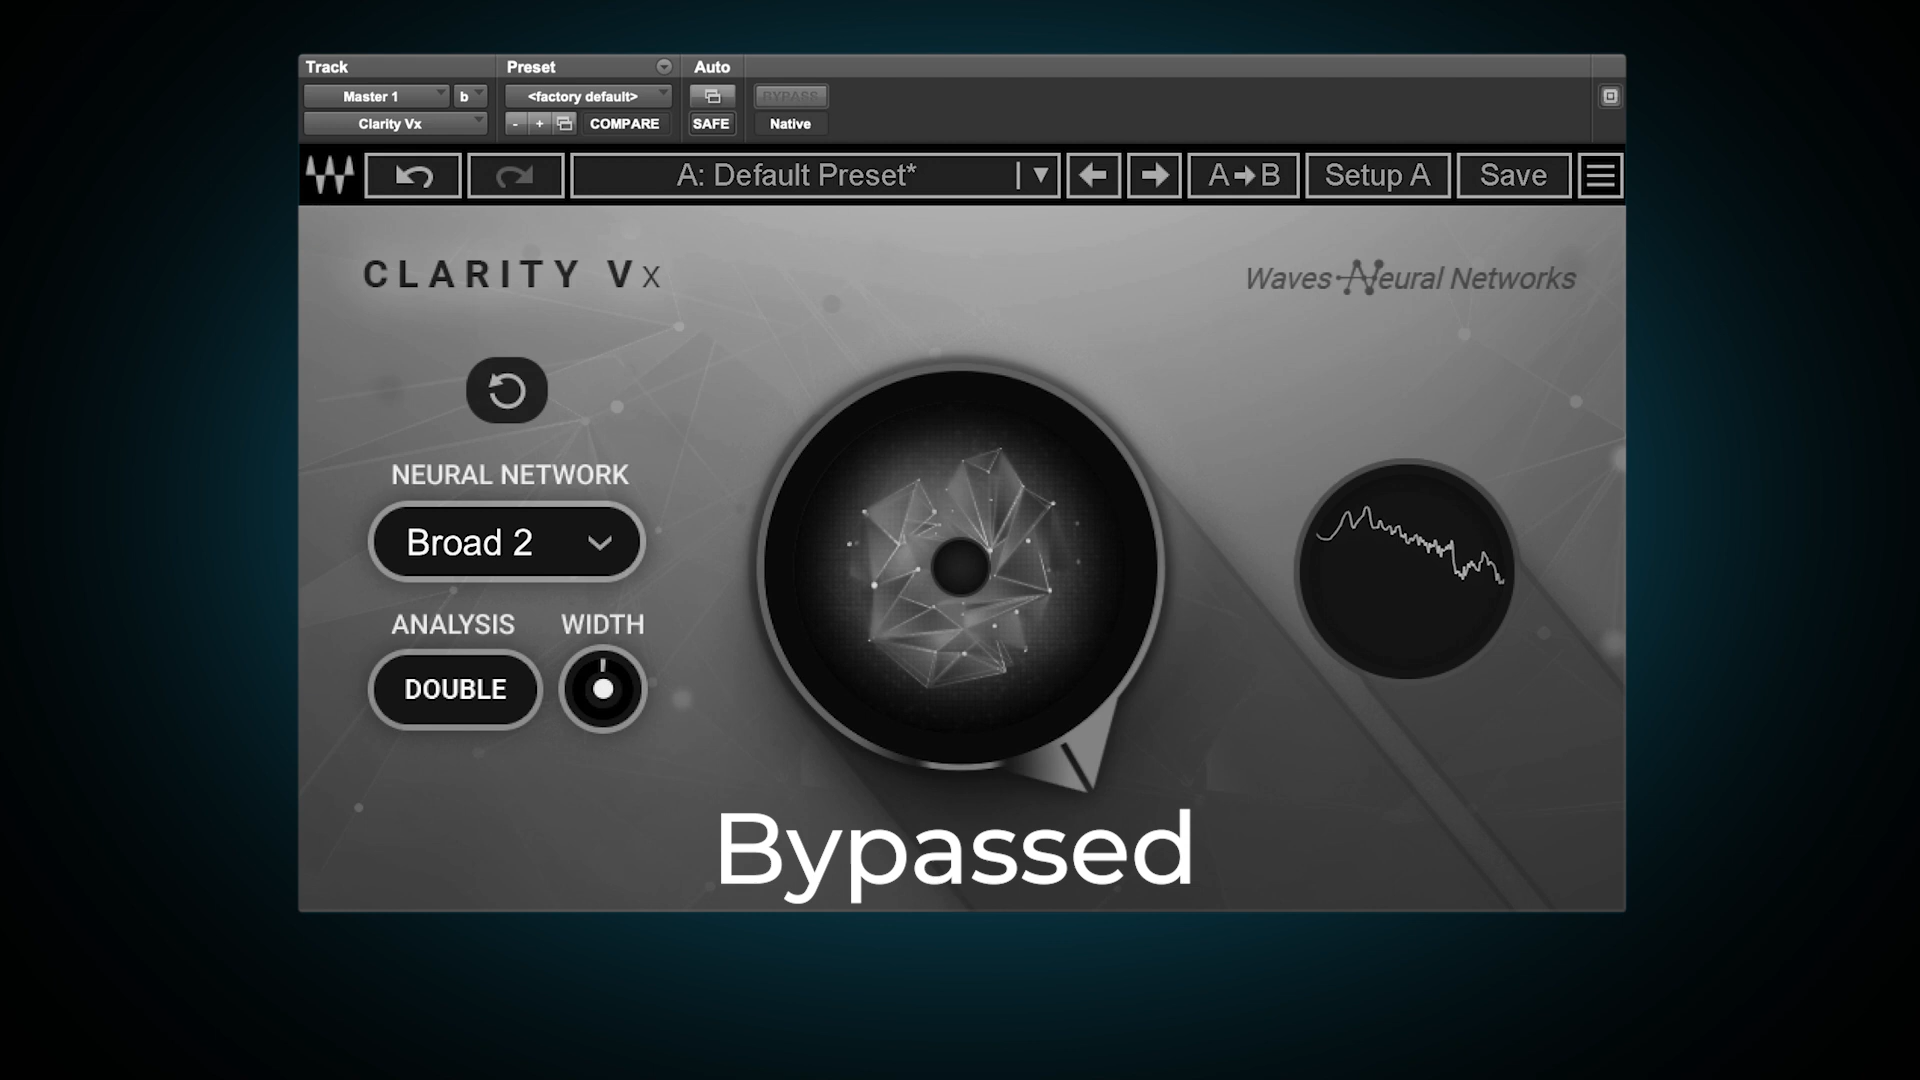 Track
Preset
Auto
Master 1
b
<factory default>
BYPASS
Clarity Vx
-
+
COMPARE
SAFE
Native
A: Default Preset*
A→B
Setup A
Save
CLARITY Vx
Waves Neural Networks
NEURAL NETWORK
Broad 2
ANALYSIS
WIDTH
DOUBLE
Bypassed